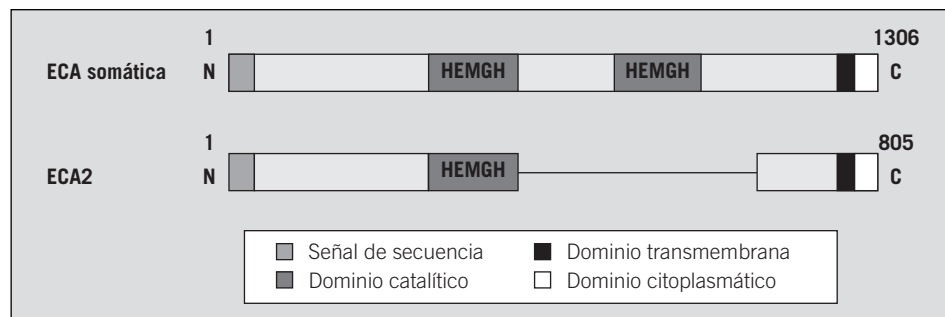 1 1306
ECA somática N HEMGH HEMGH C
1 805
ECA2 N HEMGH C
Señal de secuencia Dominio transmembrana
Dominio catalítico Dominio citoplasmático